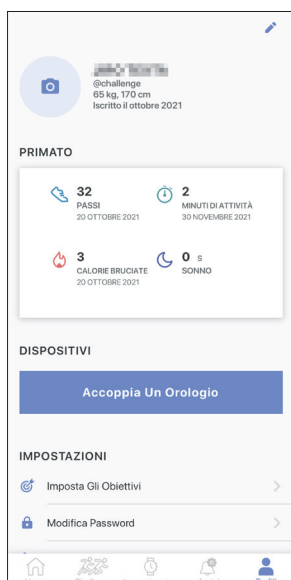 @challenge
65 kg, 170 cm
Iscritto il ottobre 2021
PRIMATO
32
PASSI
20 OTTOBRE 2021
2
MINUTI DI ATTIVITÀ
30 NOVEMBRE 2021
3
CALORIE BRUCIATE
20 OTTOBRE 2021
0 S
SONNO
DISPOSITIVI
Accoppia Un Orologio
IMPOSTAZIONI
Imposta Gli Obiettivi
Modifica Password